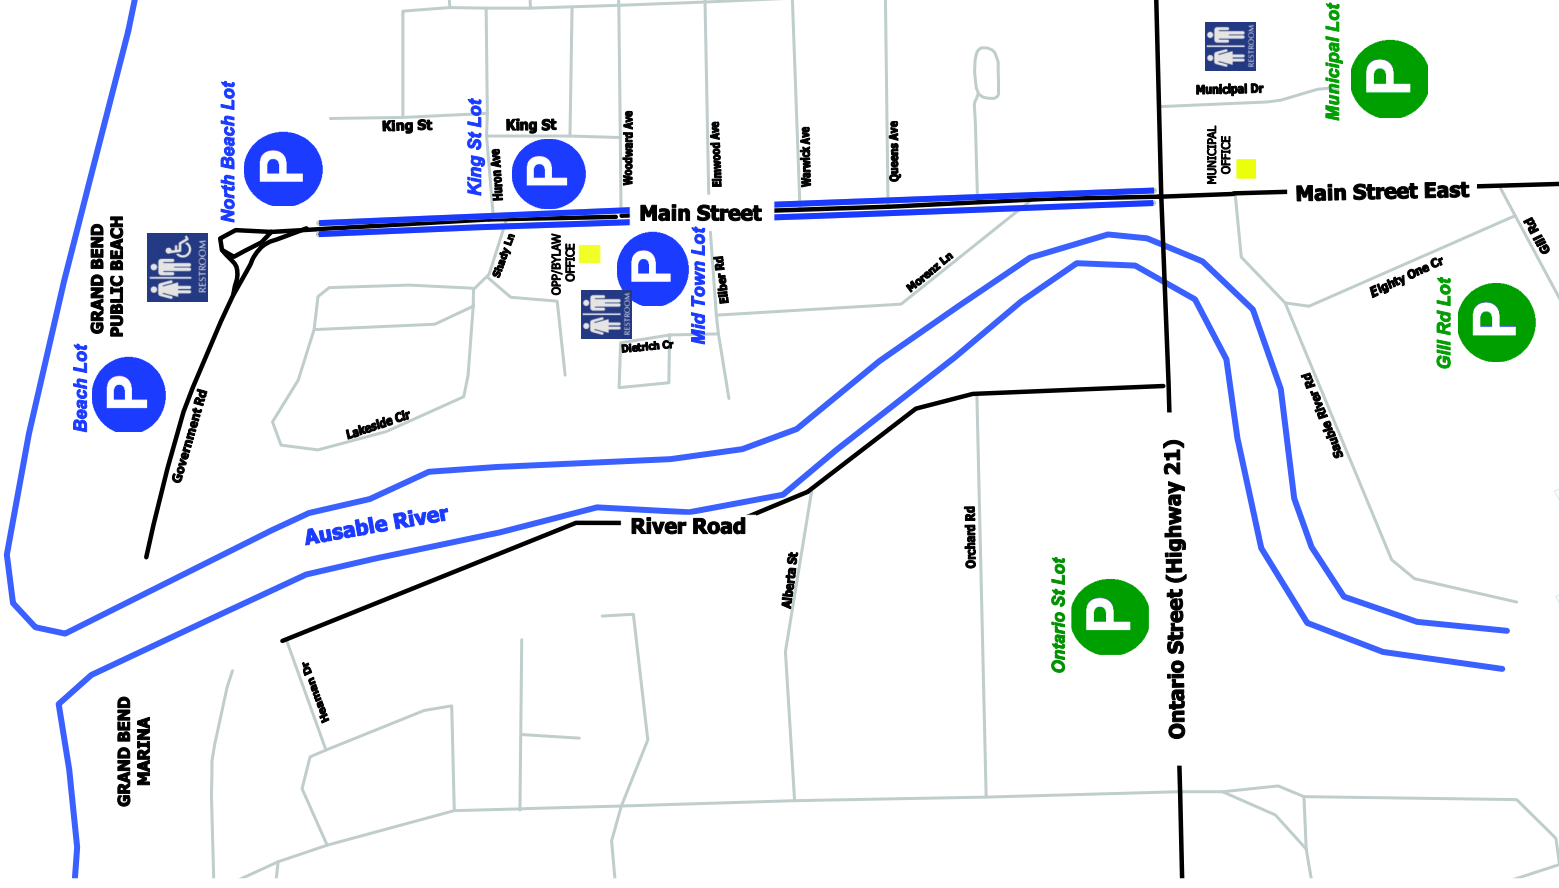 Municipal Lot
P
RESTROOM
Municipal Dr
MUNICIPAL
OFFICE
North Beach Lot
P
King St
King St Lot
King St
P
Huron Ave
Woodward Ave
Elmwood Ave
Warwick Ave
Queens Ave
Main Street
Main Street East
GRAND BEND
PUBLIC BEACH
RESTROOM
Shady Ln
OPP/BYLAW
OFFICE
P
Mid Town Lot
RESTROOM
Eilber Rd
Morenz Ln
Gill Rd
Eighty One Cr
Gill Rd Lot
P
Beach Lot
P
Government Rd
Dietrich Cr
Lakeside Cir
Sauble River Rd
Ausable River
River Road
Alberta St
Orchard Rd
Ontario St Lot
P
Ontario Street (Highway 21)
Heaman Dr
GRAND BEND
MARINA